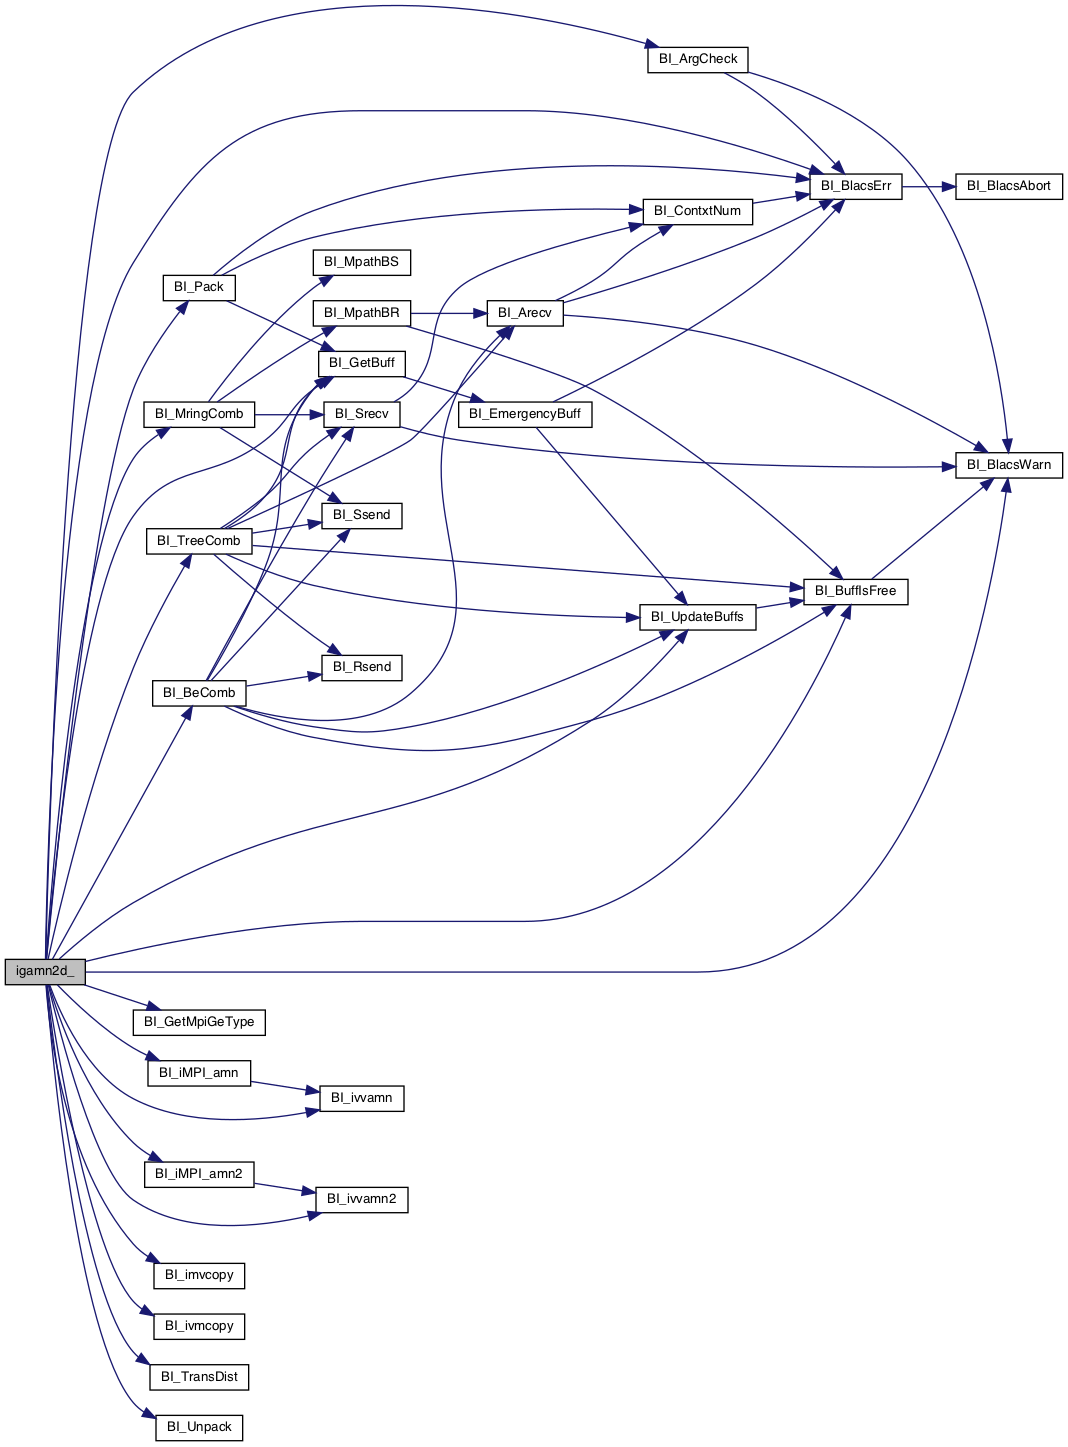 BI_ArgCheck
BI_BlacsErr
BI_BlacsAbort
BI_ContxtNum
BI_MpathBS
BI_Pack
BI_MpathBR
BI_Arecv
BI_GetBuff
BI_MringComb
BI_Srecv
BI_EmergencyBuff
BI_BlacsWarn
BI_Ssend
BI_TreeComb
BI_BuffIsFree
BI_UpdateBuffs
BI_Rsend
BI_BeComb
igamn2d_
BI_GetMpiGeType
BI_iMPI_amn
BI_ivvamn
BI_iMPI_amn2
BI_ivvamn2
BI_imvcopy
BI_ivmcopy
BI_TransDist
BI_Unpack